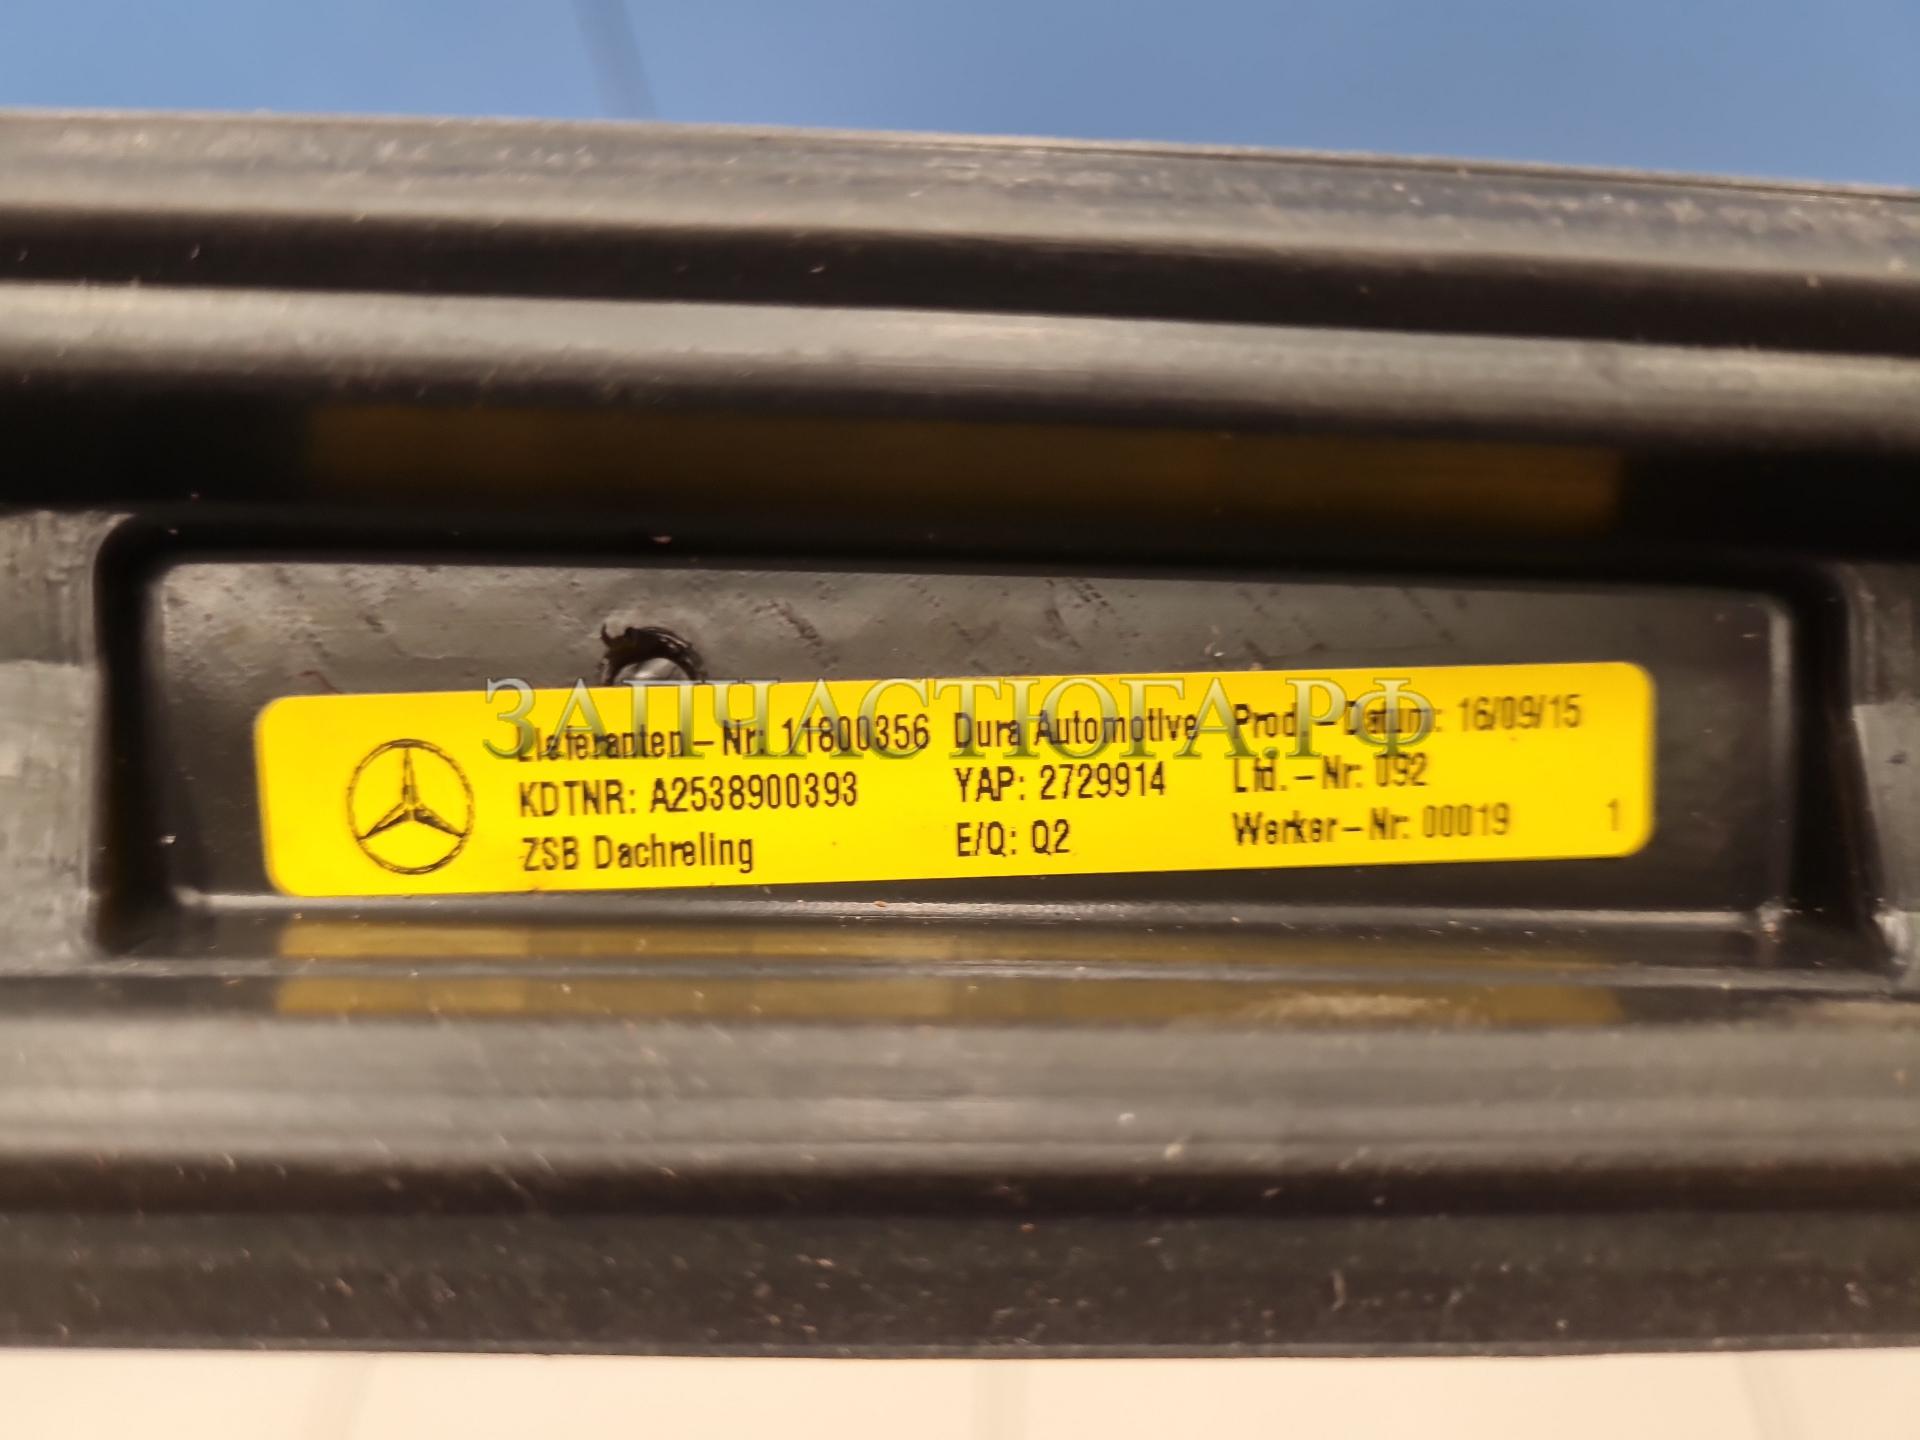 ЗАПЧАСТЮГА.РФ
Lieferanten-Nr: 11800356 Dura Automotive Prod.-Datum: 16/09/15
KDTNR: A2538900393 YAP: 2729914 Lfd.-Nr: 092
ZSB Dachreling E/Q: Q2 Werker-Nr: 00019 1